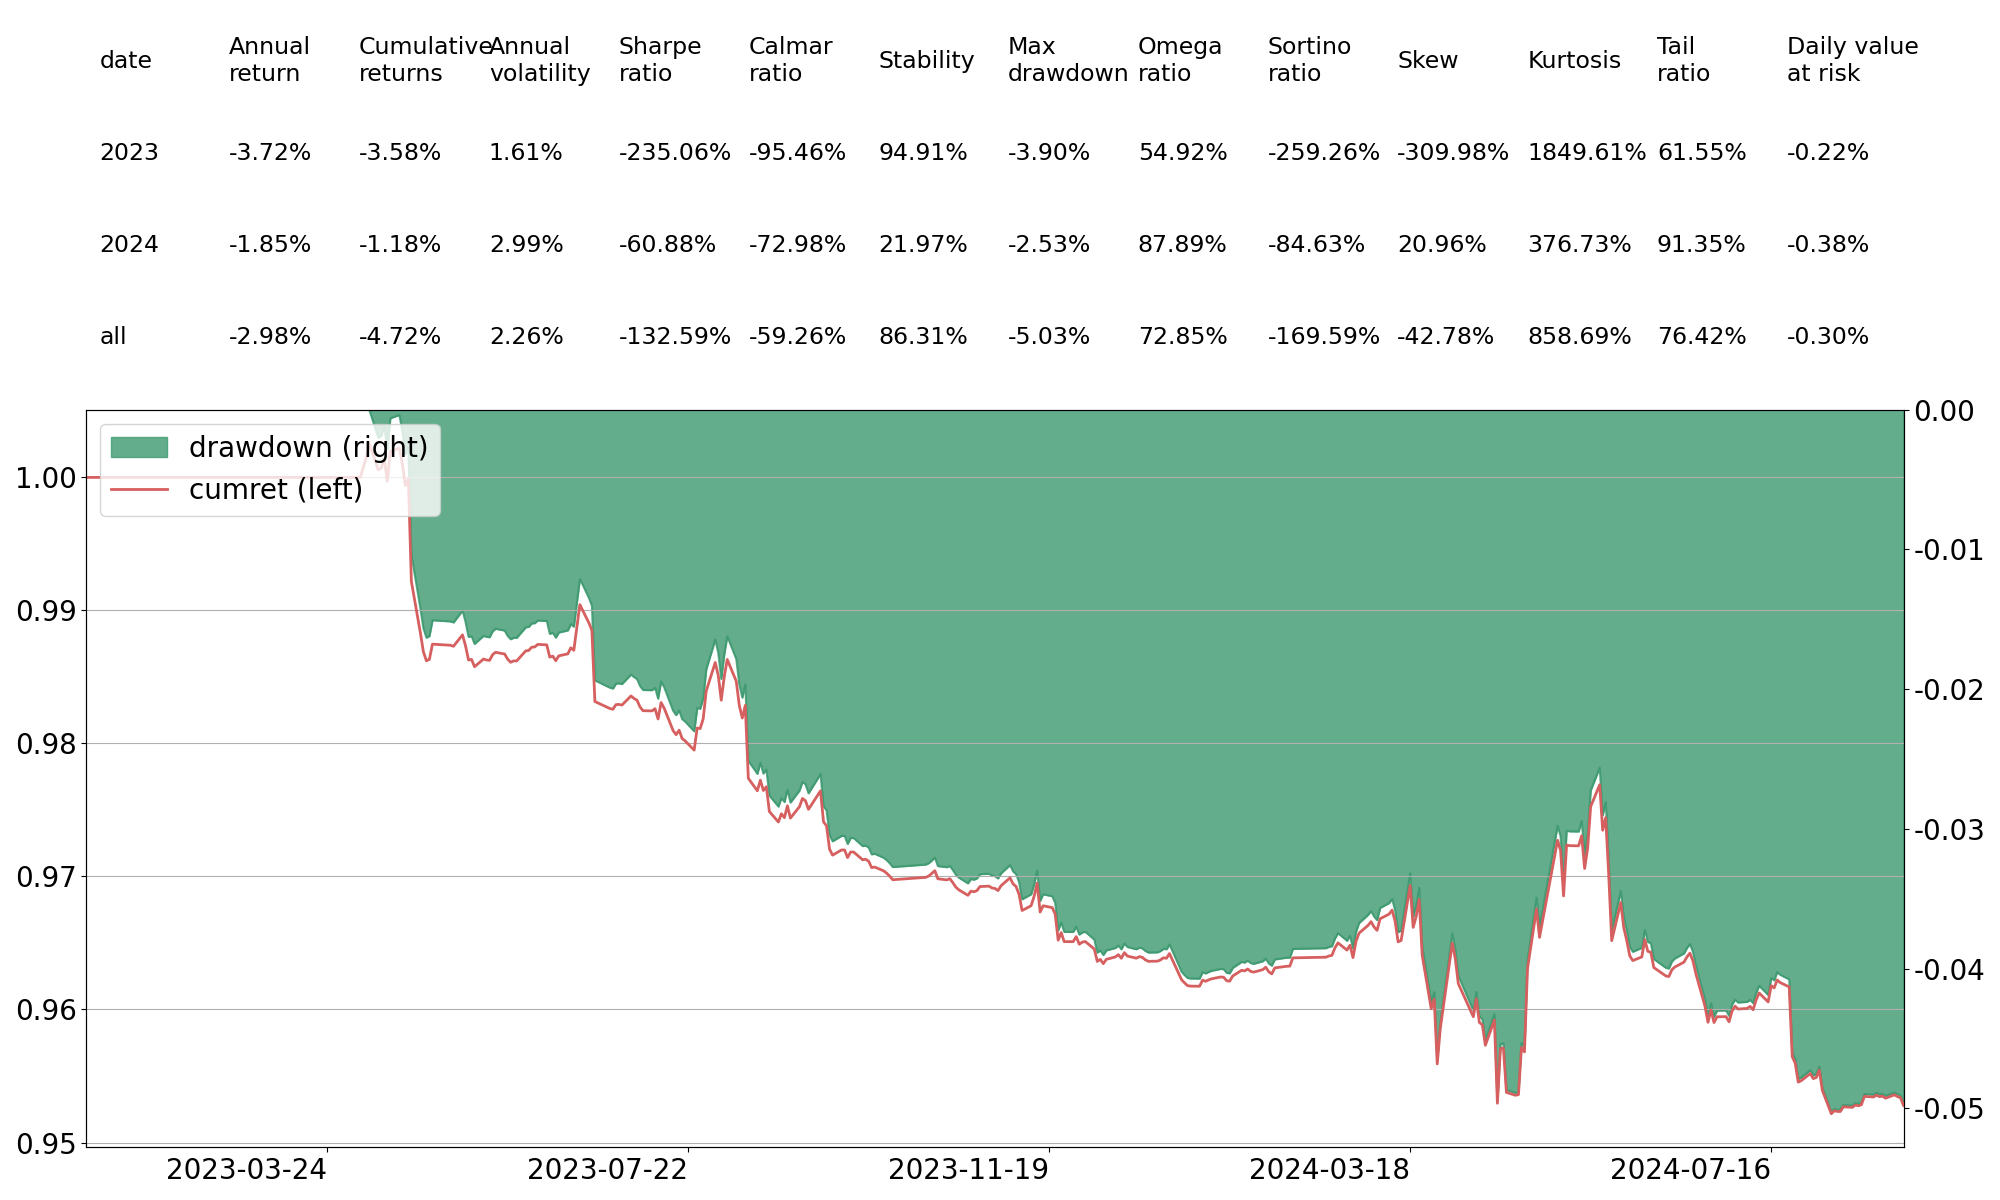 date Annual return Cumulative returns Annual volatility Sharpe ratio Calmar ratio Stability Max drawdown Omega ratio Sortino ratio Skew Kurtosis Tail ratio Daily value at risk
2023 -3.72% -3.58% 1.61% -235.06% -95.46% 94.91% -3.90% 54.92% -259.26% -309.98% 1849.61% 61.55% -0.22%
2024 -1.85% -1.18% 2.99% -60.88% -72.98% 21.97% -2.53% 87.89% -84.63% 20.96% 376.73% 91.35% -0.38%
all -2.98% -4.72% 2.26% -132.59% -59.26% 86.31% -5.03% 72.85% -169.59% -42.78% 858.69% 76.42% -0.30%
drawdown (right)
cumret (left)
1.00
0.99
0.98
0.97
0.96
0.95
0.00
-0.01
-0.02
-0.03
-0.04
-0.05
2023-03-24 2023-07-22 2023-11-19 2024-03-18 2024-07-16